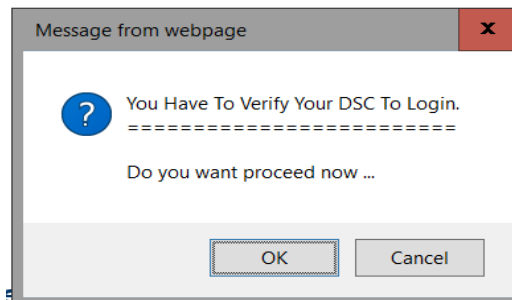 Message from webpage
x
?
You Have To Verify Your DSC To Login.
=========================
Do you want proceed now ...
OK
Cancel